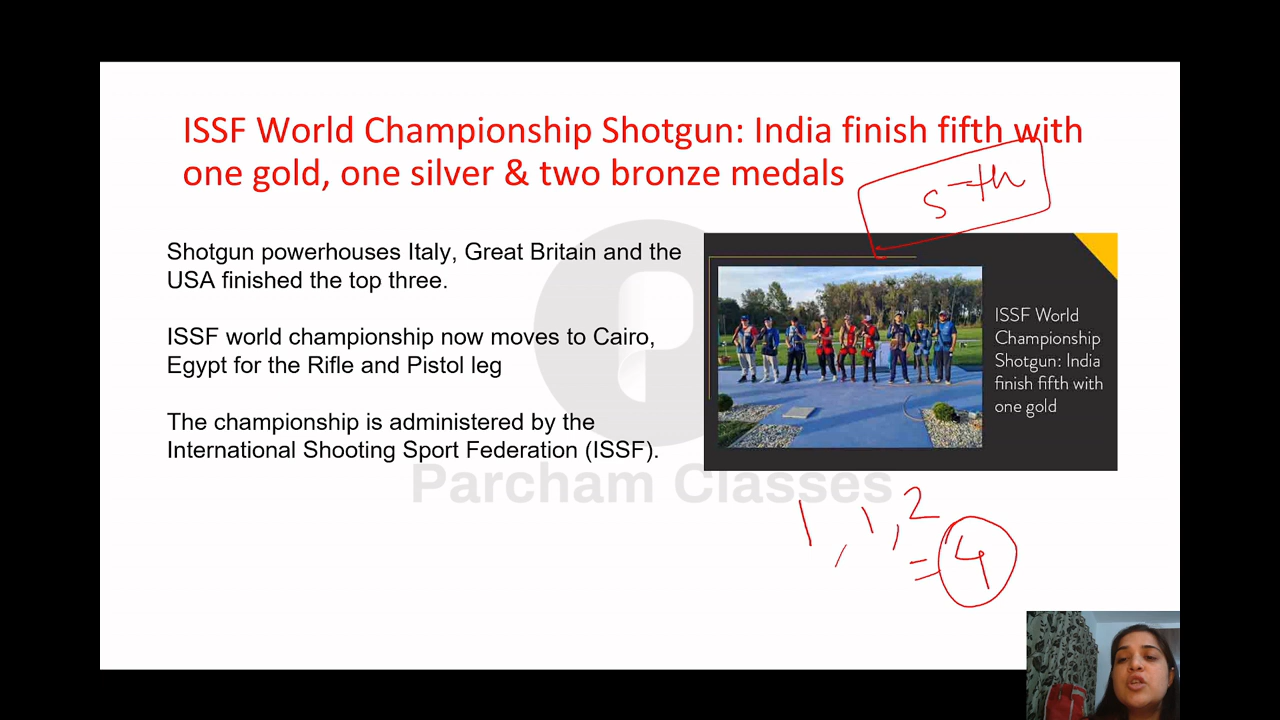 ISSF World Championship Shotgun: India finish fifth with
one gold, one silver & two bronze medals
5th
Shotgun powerhouses Italy, Great Britain and the
USA finished the top three.
ISSF world championship now moves to Cairo,
Egypt for the Rifle and Pistol leg
The championship is administered by the
International Shooting Sport Federation (ISSF).
ISSF World
Championship
Shotgun: India
finish fifth with
one gold
Parcham Classes
1, 1, 2
= 4